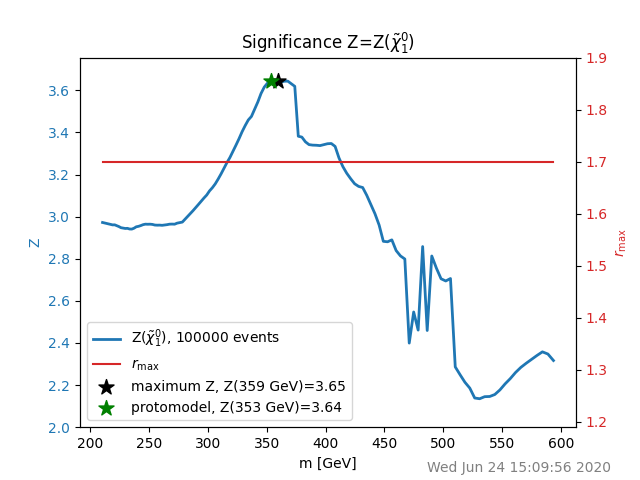 Significance Z=Z(χ̃₁⁰)
3.6
3.4
3.2
3.0
2.8
2.6
2.4
2.2
2.0
Z
1.9
1.8
1.7
1.6
1.5
1.4
1.3
1.2
r_max
Z(χ̃₁⁰), 100000 events
r_max
maximum Z, Z(359 GeV)=3.65
protomodel, Z(353 GeV)=3.64
200 250 300 350 400 450 500 550 600
m [GeV]
Wed Jun 24 15:09:56 2020